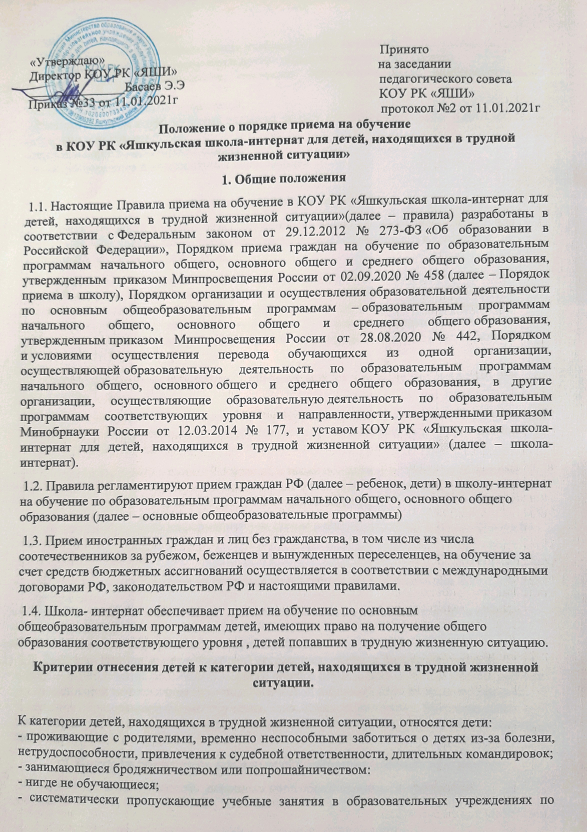 «Утверждаю»
Директор КОУ РК «ЯШИ»
Басаев Э.Э
Приказ №33 от 11.01.2021г
Принято
на заседании
педагогического совета
КОУ РК «ЯШИ»
протокол №2 от 11.01.2021г
Положение о порядке приема на обучение
в КОУ РК «Яшкульская школа-интернат для детей, находящихся в трудной
жизненной ситуации»
1. Общие положения
1.1. Настоящие Правила приема на обучение в КОУ РК «Яшкульская школа-интернат для
детей, находящихся в трудной жизненной ситуации»(далее – правила) разработаны в
соответствии с Федеральным законом от 29.12.2012 № 273-ФЗ «Об образовании в
Российской Федерации», Порядком приема граждан на обучение по образовательным
программам начального общего, основного общего и среднего общего образования,
утвержденным приказом Минпросвещения России от 02.09.2020 № 458 (далее – Порядок
приема в школу), Порядком организации и осуществления образовательной деятельности
по основным общеобразовательным программам – образовательным программам
начального общего, основного общего и среднего общего образования,
утвержденным приказом Минпросвещения России от 28.08.2020 № 442, Порядком
и условиями осуществления перевода обучающихся из одной организации,
осуществляющей образовательную деятельность по образовательным программам
начального общего, основного общего и среднего общего образования, в другие
организации, осуществляющие образовательную деятельность по образовательным
программам соответствующих уровня и направленности, утвержденными приказом
Минобрнауки России от 12.03.2014 № 177, и уставом КОУ РК «Яшкульская школа-
интернат для детей, находящихся в трудной жизненной ситуации» (далее – школа-
интернат).
1.2. Правила регламентируют прием граждан РФ (далее – ребенок, дети) в школу-интернат
на обучение по образовательным программам начального общего, основного общего
образования (далее – основные общеобразовательные программы)
1.3. Прием иностранных граждан и лиц без гражданства, в том числе из числа
соотечественников за рубежом, беженцев и вынужденных переселенцев, на обучение за
счет средств бюджетных ассигнований осуществляется в соответствии с международными
договорами РФ, законодательством РФ и настоящими правилами.
1.4. Школа- интернат обеспечивает прием на обучение по основным
общеобразовательным программам детей, имеющих право на получение общего
образования соответствующего уровня , детей попавших в трудную жизненную ситуацию.
Критерии отнесения детей к категории детей, находящихся в трудной жизненной
ситуации.
К категории детей, находящихся в трудной жизненной ситуации, относятся дети:
- проживающие с родителями, временно неспособными заботиться о детях из-за болезни,
нетрудоспособности, привлечения к судебной ответственности, длительных командировок;
- занимающиеся бродяжничеством или попрошайничеством:
- нигде не обучающиеся;
- систематически пропускающие учебные занятия в образовательных учреждениях по